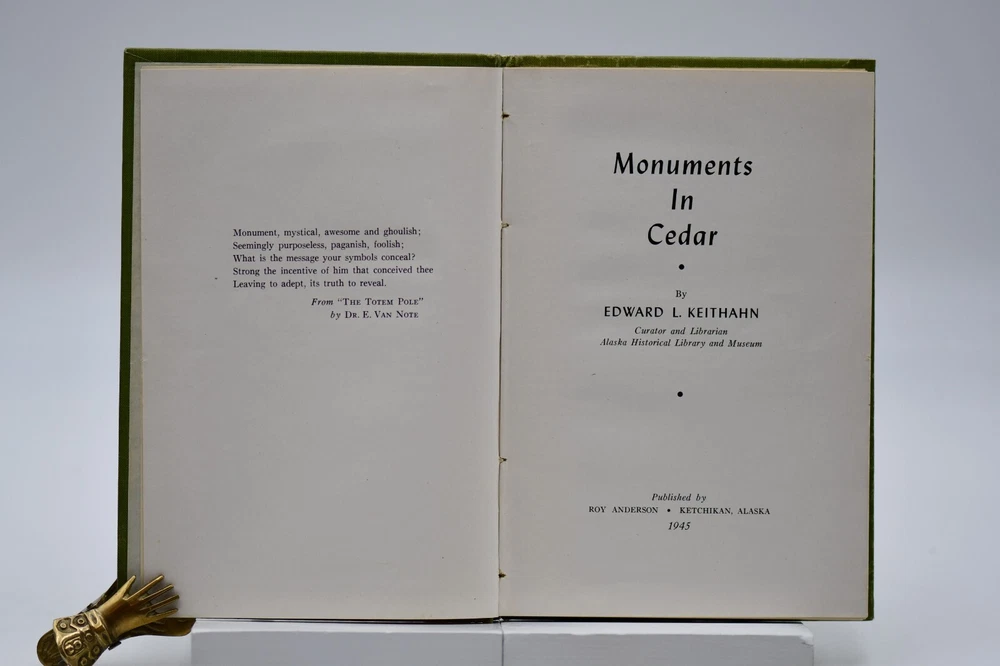 Monument, mystical, awesome and ghoulish;
Seemingly purposeless, paganish, foolish;
What is the message your symbols conceal?
Strong the incentive of him that conceived thee
Leaving to adept, its truth to reveal.
From "THE TOTEM POLE"
by DR. E. VAN NOTE
Monuments
In
Cedar
•
By
EDWARD L. KEITHAHN
Curator and Librarian
Alaska Historical Library and Museum
•
Published by
ROY ANDERSON • KETCHIKAN, ALASKA
1945